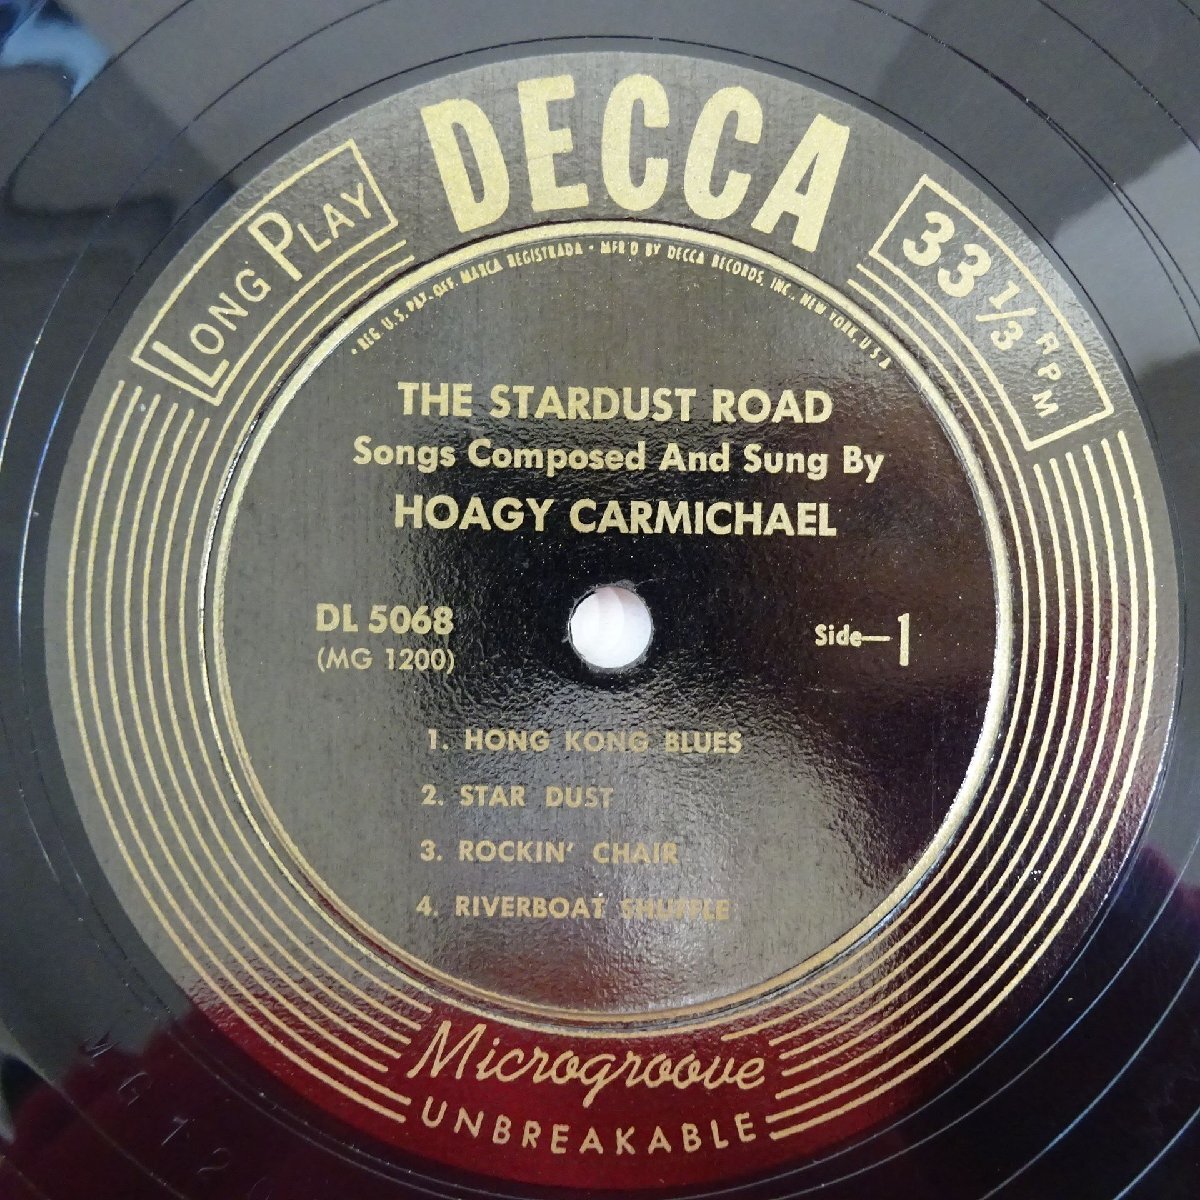 DECCA
LONG PLAY
33 1/3 RPM
• REG. U.S. PAT. OFF. MARCA REGISTRADA • MFR'D BY DECCA RECORDS, INC., NEW YORK, U.S.A
THE STARDUST ROAD
Songs Composed And Sung By
HOAGY CARMICHAEL
DL 5068
(MG 1200)
Side—1
1. HONG KONG BLUES
2. STAR DUST
3. ROCKIN' CHAIR
4. RIVERBOAT SHUFFLE
Microgroove
UNBREAKABLE